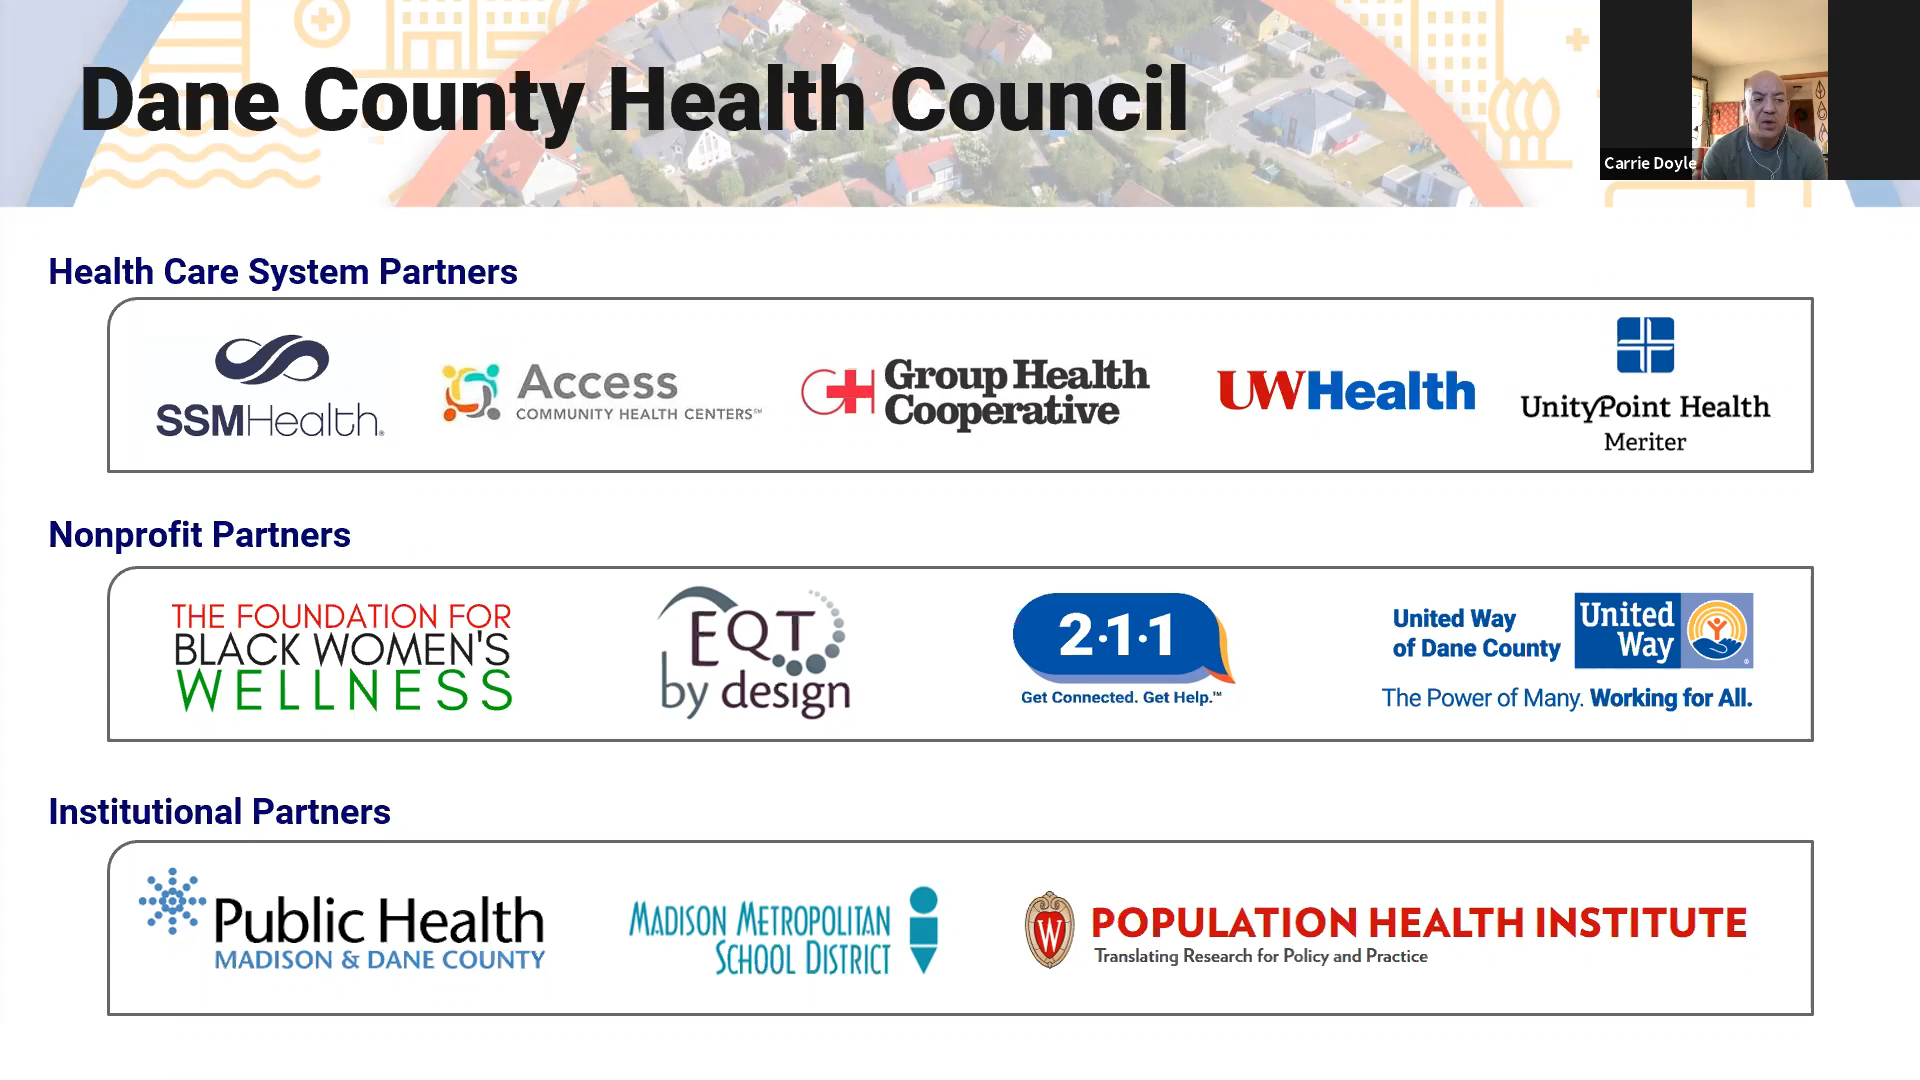 Dane County Health Council
Carrie Doyle
Health Care System Partners
SSMHealth®
Access
COMMUNITY HEALTH CENTERS℠
GH
Group Health
Cooperative
UWHealth
UnityPoint Health
Meriter
Nonprofit Partners
THE FOUNDATION FOR
BLACK WOMEN'S
WELLNESS
EQT
by design
2·1·1
Get Connected. Get Help.™
United Way
of Dane County
United
Way
®
The Power of Many. Working for All.
Institutional Partners
Public Health
MADISON & DANE COUNTY
MADISON METROPOLITAN
SCHOOL DISTRICT
W
POPULATION HEALTH INSTITUTE
Translating Research for Policy and Practice